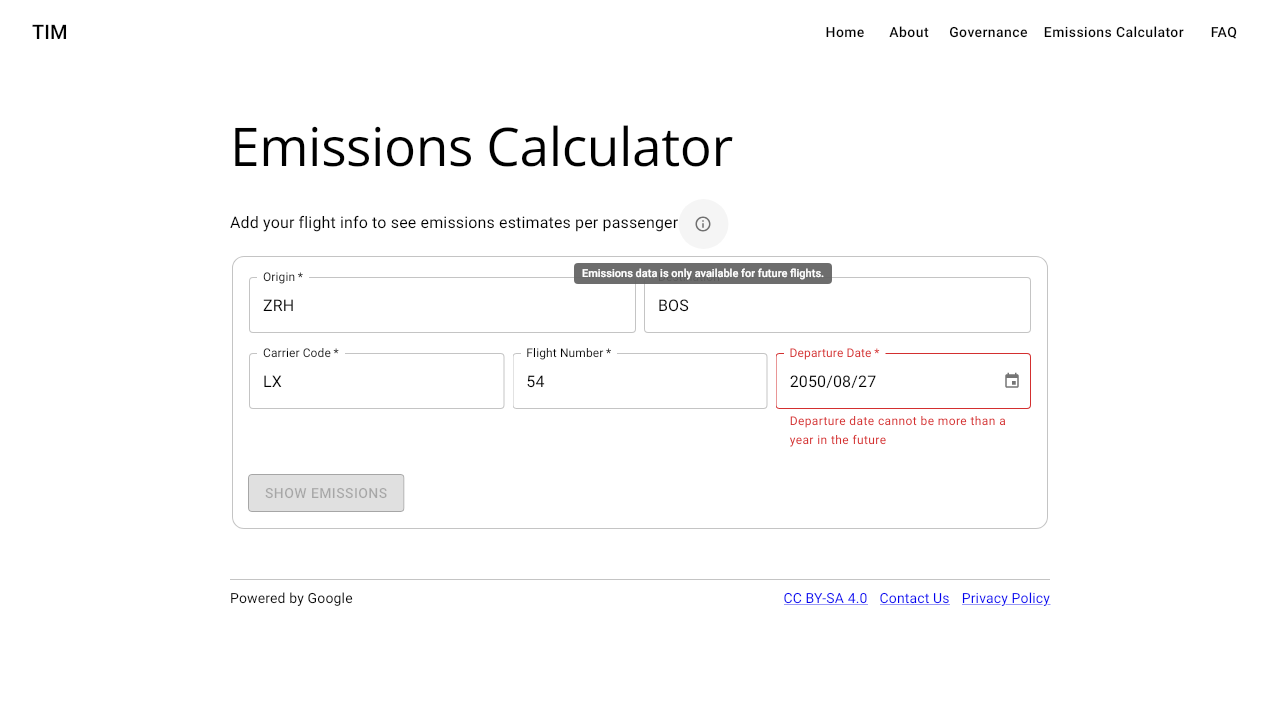 TIM
Home About Governance Emissions Calculator FAQ
Emissions Calculator
Add your flight info to see emissions estimates per passenger
Emissions data is only available for future flights.
Origin *
ZRH
BOS
Carrier Code * Flight Number * Departure Date *
LX 54 2050/08/27
Departure date cannot be more than a
year in the future
SHOW EMISSIONS
Powered by Google CC BY-SA 4.0 Contact Us Privacy Policy